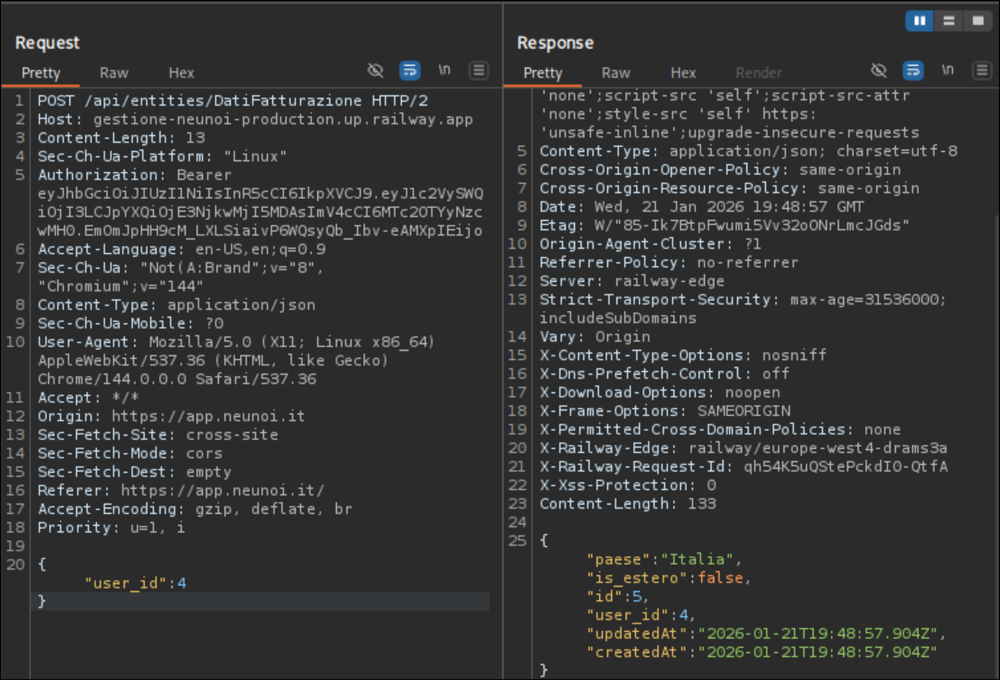 Request
Pretty Raw Hex \n
1 POST /api/entities/DatiFatturazione HTTP/2
2 Host: gestione-neunoi-production.up.railway.app
3 Content-Length: 13
4 Sec-Ch-Ua-Platform: "Linux"
5 Authorization: Bearer
eyJhbGciOiJIUzI1NiIsInR5cCI6IkpXVCJ9.eyJ1c2VySWQ
iOjI3LCJpYXQiOjE3NjkwMjI5MDAsImV4cCI6MTc2OTYyNzc
wMH0.EmOmJpHH9cM_LXLSiaivP6WQsyQb_Ibv-eAMXpIEijo
6 Accept-Language: en-US,en;q=0.9
7 Sec-Ch-Ua: "Not(A:Brand";v="8",
"Chromium";v="144"
8 Content-Type: application/json
9 Sec-Ch-Ua-Mobile: ?0
10 User-Agent: Mozilla/5.0 (X11; Linux x86_64)
AppleWebKit/537.36 (KHTML, like Gecko)
Chrome/144.0.0.0 Safari/537.36
11 Accept: */*
12 Origin: https://app.neunoi.it
13 Sec-Fetch-Site: cross-site
14 Sec-Fetch-Mode: cors
15 Sec-Fetch-Dest: empty
16 Referer: https://app.neunoi.it/
17 Accept-Encoding: gzip, deflate, br
18 Priority: u=1, i
19
20 {
"user_id":4
}
Response
Pretty Raw Hex Render \n
'none';script-src 'self';script-src-attr
'none';style-src 'self' https:
'unsafe-inline';upgrade-insecure-requests
5 Content-Type: application/json; charset=utf-8
6 Cross-Origin-Opener-Policy: same-origin
7 Cross-Origin-Resource-Policy: same-origin
8 Date: Wed, 21 Jan 2026 19:48:57 GMT
9 Etag: W/"85-Ik7BtpFwumi5Vv32oONrLmcJGds"
10 Origin-Agent-Cluster: ?1
11 Referrer-Policy: no-referrer
12 Server: railway-edge
13 Strict-Transport-Security: max-age=31536000;
includeSubDomains
14 Vary: Origin
15 X-Content-Type-Options: nosniff
16 X-Dns-Prefetch-Control: off
17 X-Download-Options: noopen
18 X-Frame-Options: SAMEORIGIN
19 X-Permitted-Cross-Domain-Policies: none
20 X-Railway-Edge: railway/europe-west4-drams3a
21 X-Railway-Request-Id: qh54K5uQStePckdI0-QtfA
22 X-Xss-Protection: 0
23 Content-Length: 133
24
25 {
"paese":"Italia",
"is_estero":false,
"id":5,
"user_id":4,
"updatedAt":"2026-01-21T19:48:57.904Z",
"createdAt":"2026-01-21T19:48:57.904Z"
}